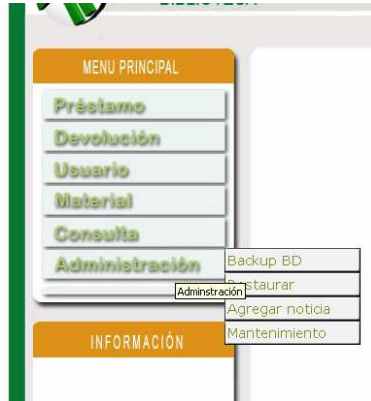 MENU PRINCIPAL
Préstamo
Devolución
Usuario
Material
Consulta
Administración
Backup BD
Adminstración
staurar
Agregar noticia
Mantenimiento
INFORMACIÓN